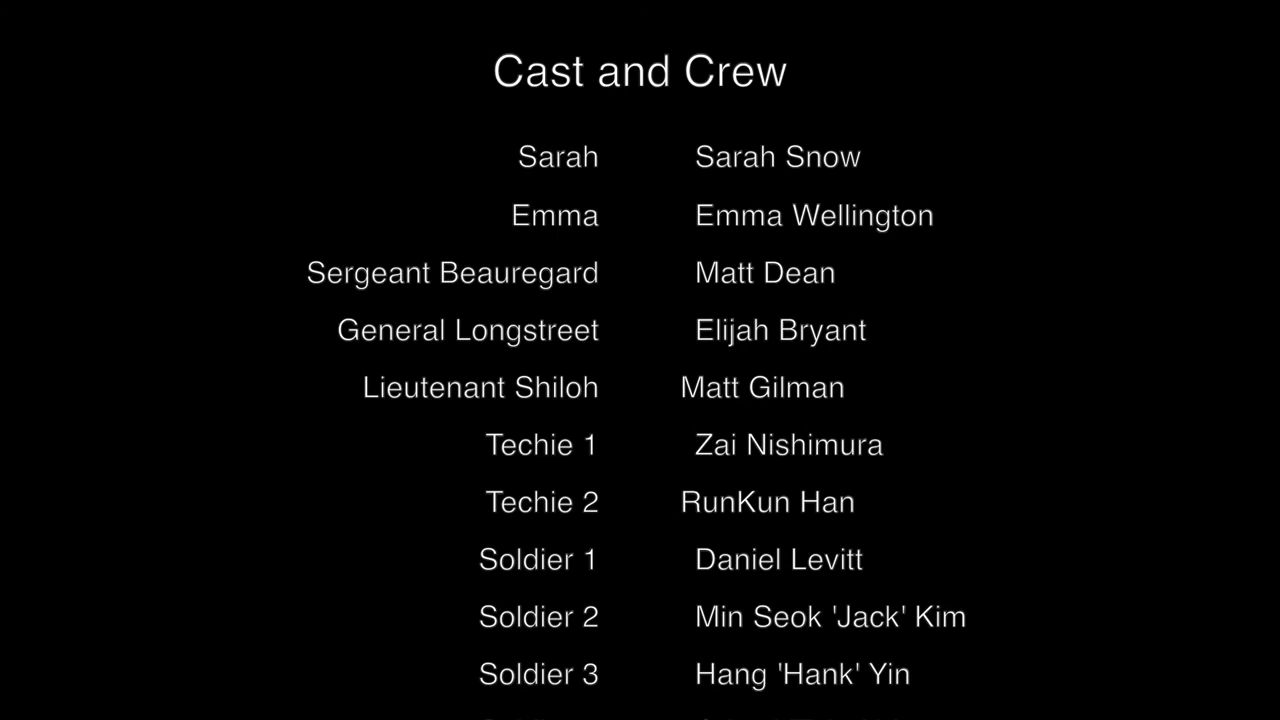 Cast and Crew
Sarah Sarah Snow
Emma Emma Wellington
Sergeant Beauregard Matt Dean
General Longstreet Elijah Bryant
Lieutenant Shiloh Matt Gilman
Techie 1 Zai Nishimura
Techie 2 RunKun Han
Soldier 1 Daniel Levitt
Soldier 2 Min Seok 'Jack' Kim
Soldier 3 Hang 'Hank' Yin